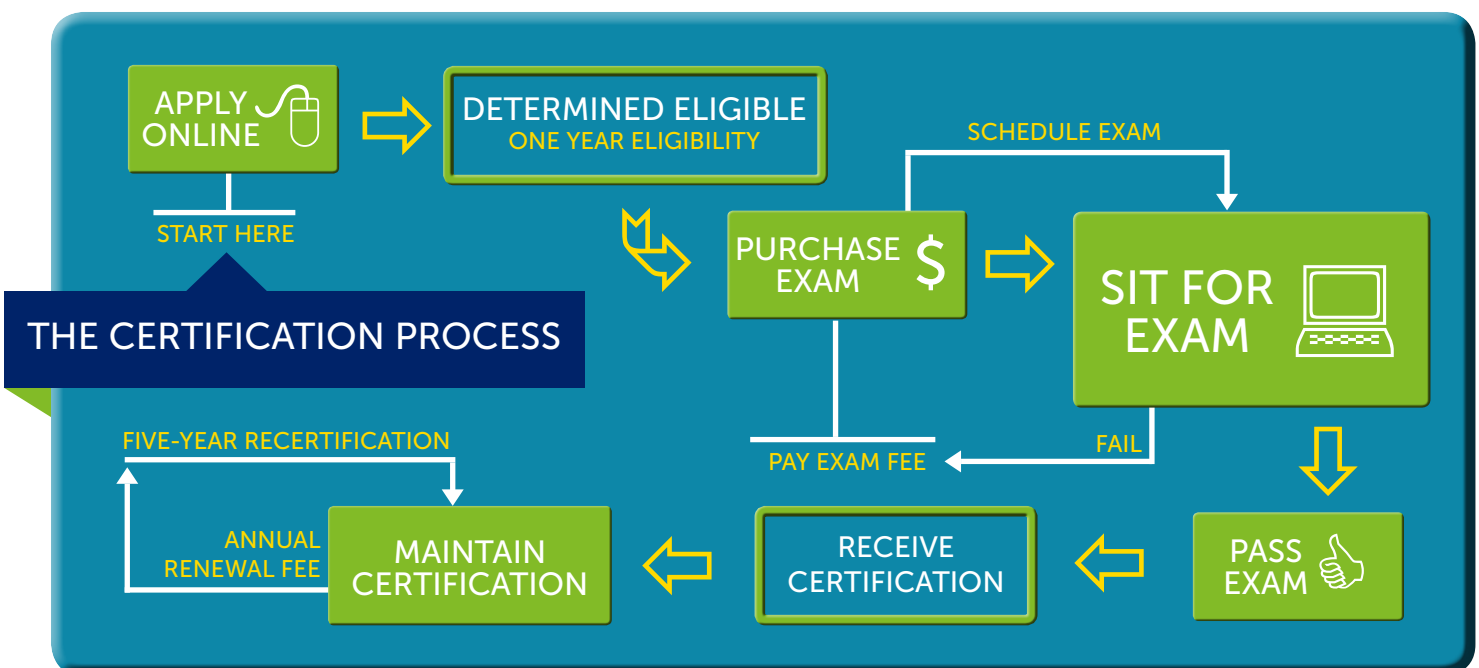 APPLY
ONLINE
START HERE
THE CERTIFICATION PROCESS
DETERMINED ELIGIBLE
ONE YEAR ELIGIBILITY
PURCHASE
EXAM
$
SCHEDULE EXAM
PAY EXAM FEE
SIT FOR
EXAM
FAIL
PASS
EXAM
RECEIVE
CERTIFICATION
MAINTAIN
CERTIFICATION
ANNUAL
RENEWAL FEE
FIVE-YEAR RECERTIFICATION